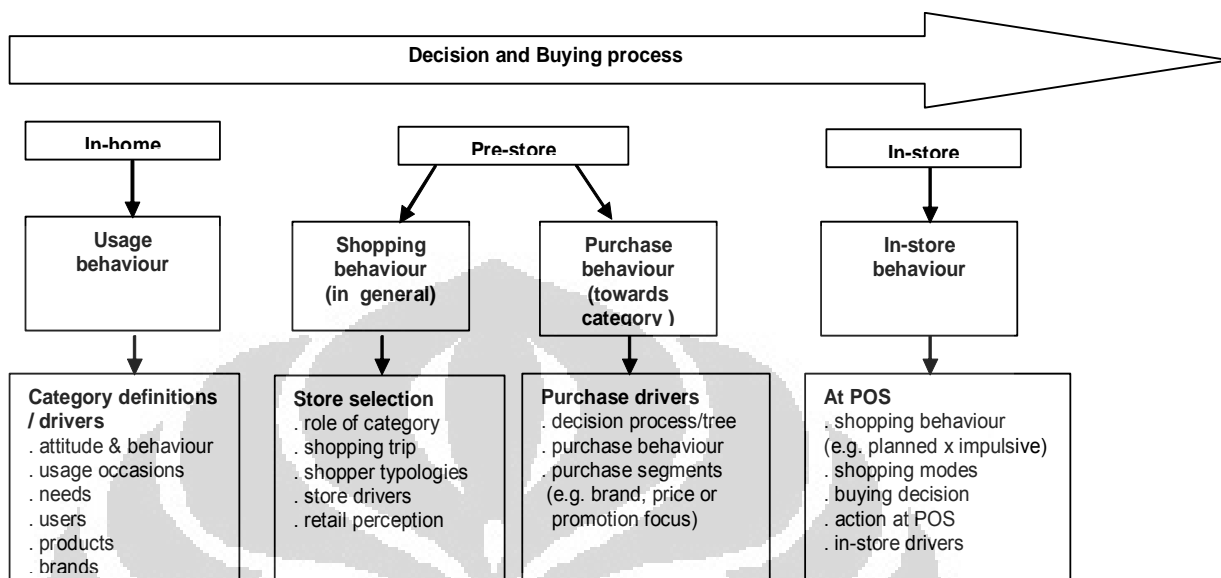 Decision and Buying process
In-home
Pre-store
In-store
Usage
behaviour
Shopping
behaviour
(in general)
Purchase
behaviour
(towards
category )
In-store
behaviour
Category definitions
/ drivers
. attitude & behaviour
. usage occasions
. needs
. users
. products
. brands
Store selection
. role of category
. shopping trip
. shopper typologies
. store drivers
. retail perception
Purchase drivers
. decision process/tree
. purchase behaviour
. purchase segments
(e.g. brand, price or
promotion focus)
At POS
. shopping behaviour
(e.g. planned x impulsive)
. shopping modes
. buying decision
. action at POS
. in-store drivers